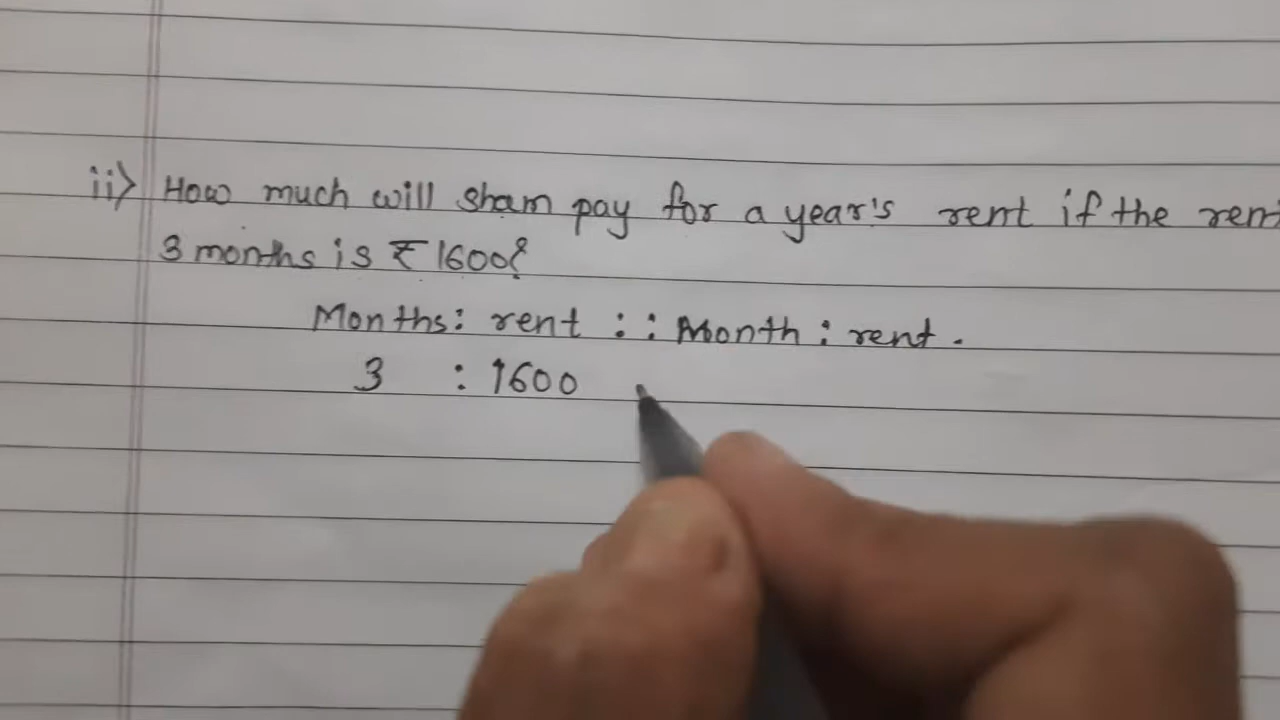 ii) How much will sham pay for a year's rent if the ren
3 months is ₹ 1600?
Months: rent :: Month : rent.
3 : 1600